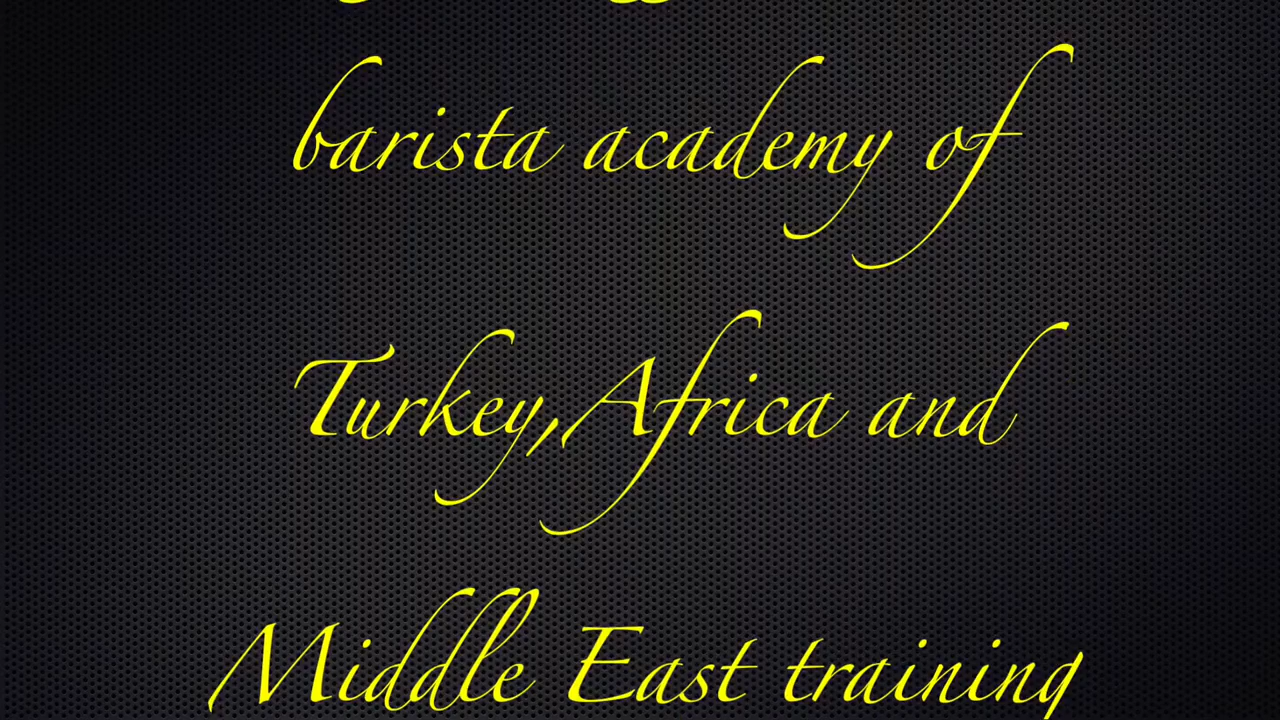 barista academy of
Turkey,Africa and
Middle East training